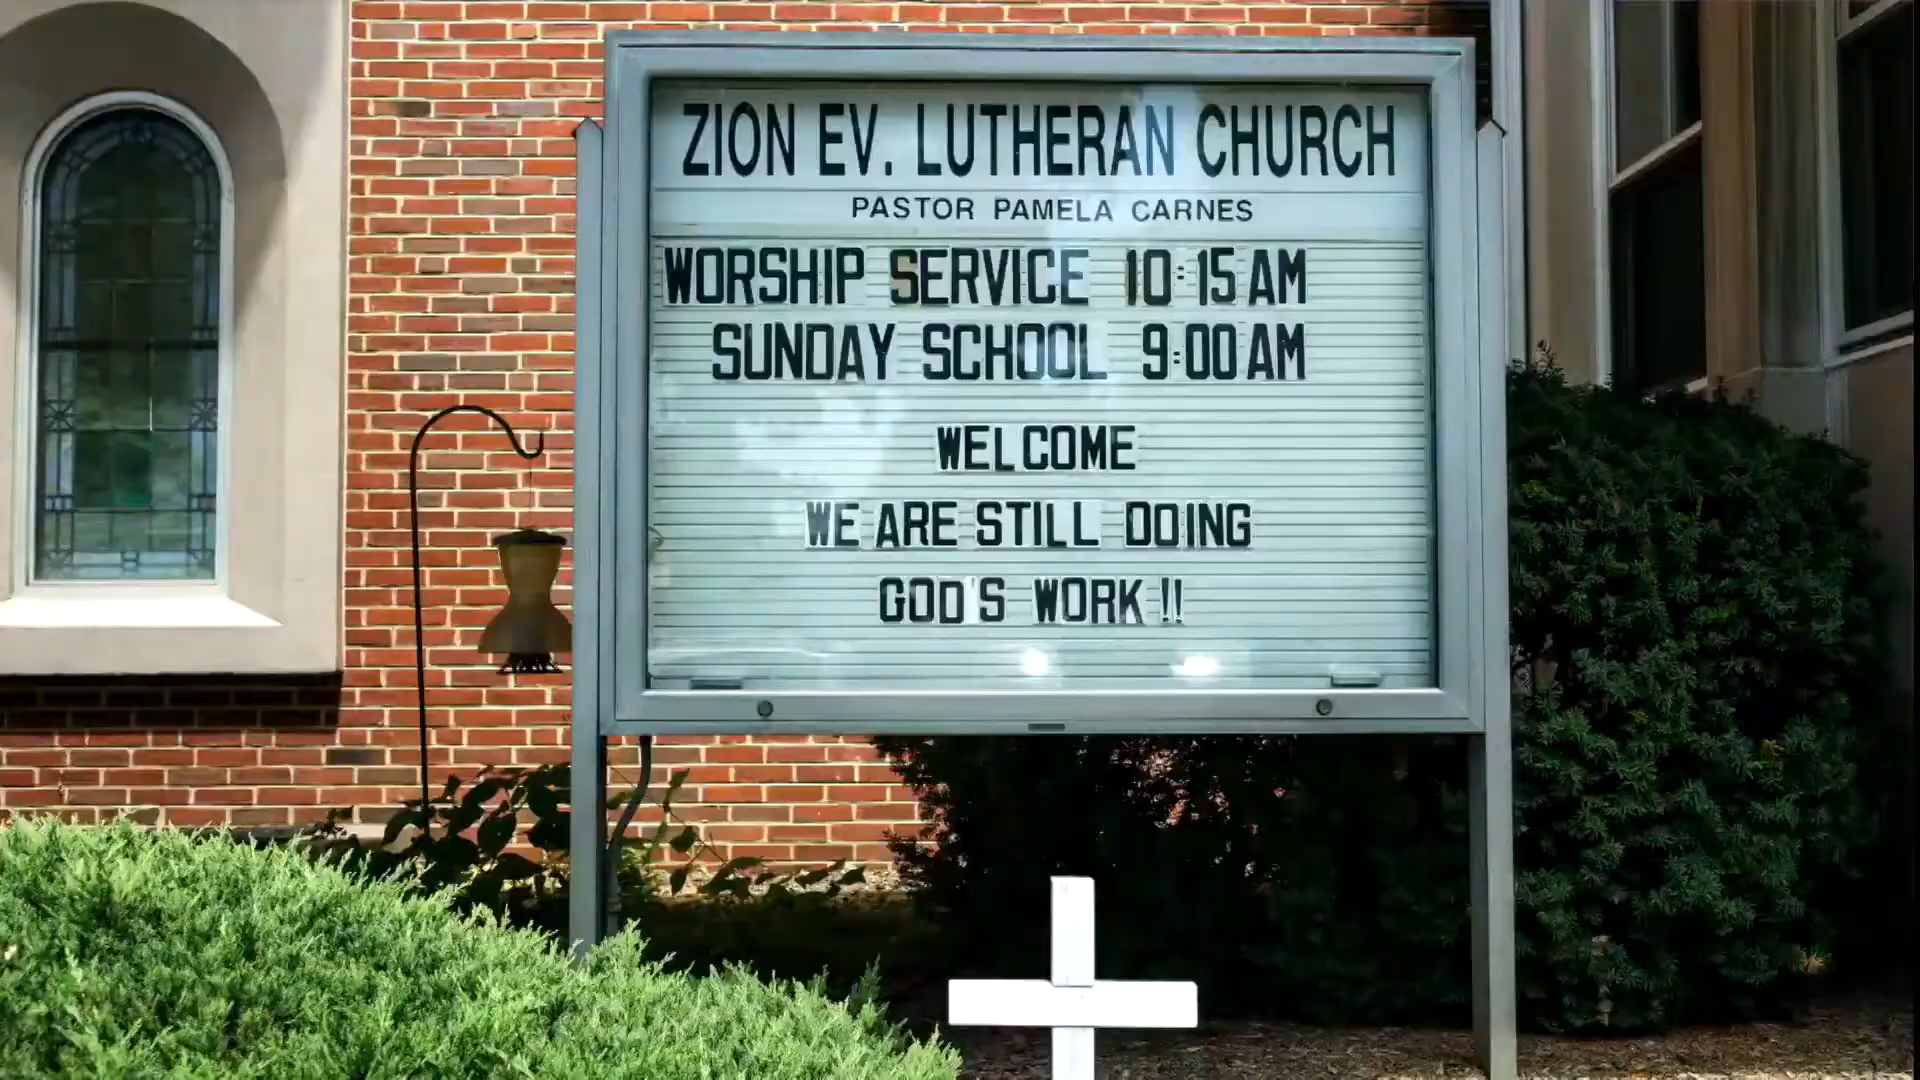 ZION EV. LUTHERAN CHURCH
PASTOR PAMELA CARNES
WORSHIP SERVICE 10:15 AM
SUNDAY SCHOOL 9:00 AM
WELCOME
WE ARE STILL DOING
GOD'S WORK !!